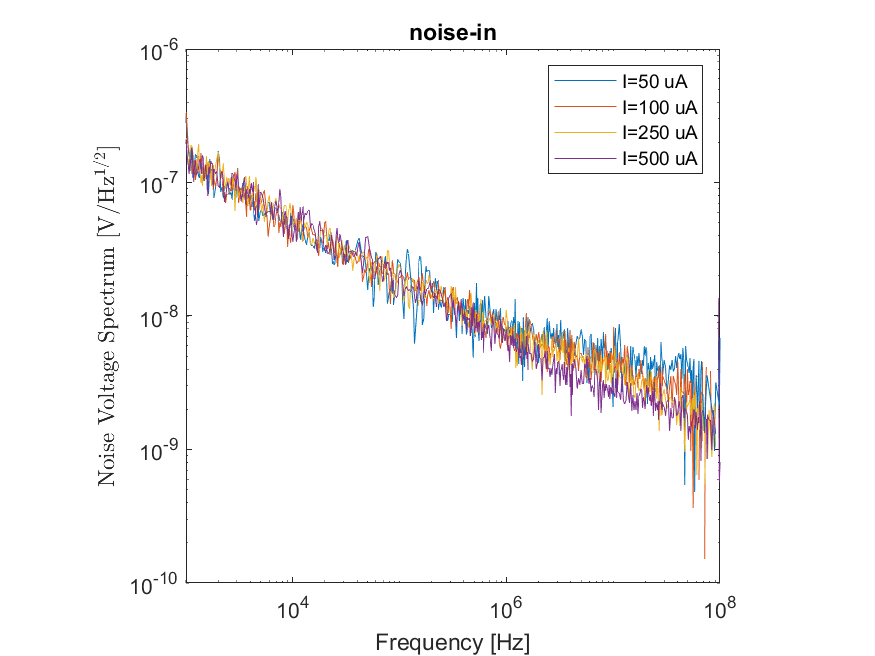 noise-in
10^-6
10^-7
10^-8
10^-9
10^-10
Noise Voltage Spectrum [V/Hz^1/2]
I=50 uA
I=100 uA
I=250 uA
I=500 uA
10^4
10^6
10^8
Frequency [Hz]